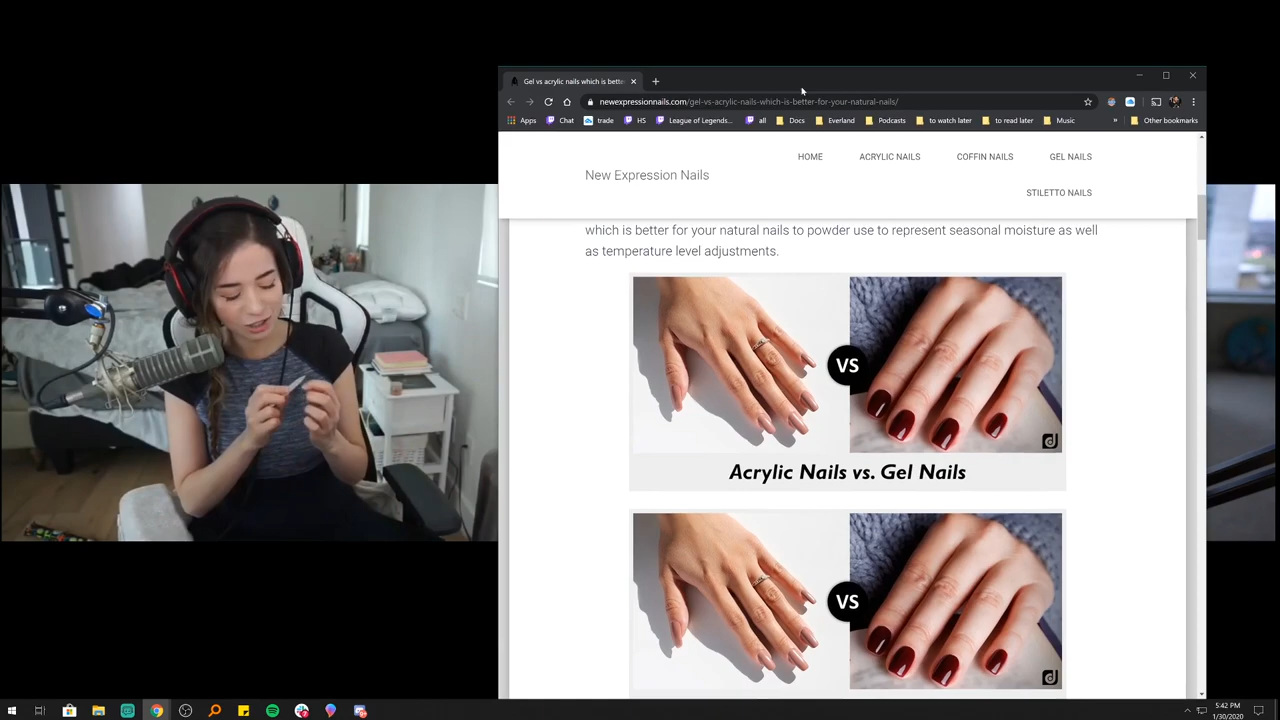 Gel vs acrylic nails which is bette
newexpressionnails.com/gel-vs-acrylic-nails-which-is-better-for-your-natural-nails/
Apps Chat trade HS League of Legends... all Docs Everland Podcasts to watch later to read later Music » Other bookmarks
New Expression Nails
HOME ACRYLIC NAILS COFFIN NAILS GEL NAILS
STILETTO NAILS
which is better for your natural nails to powder use to represent seasonal moisture as well
as temperature level adjustments.
VS
Acrylic Nails vs. Gel Nails
VS
5:42 PM
1/30/2020